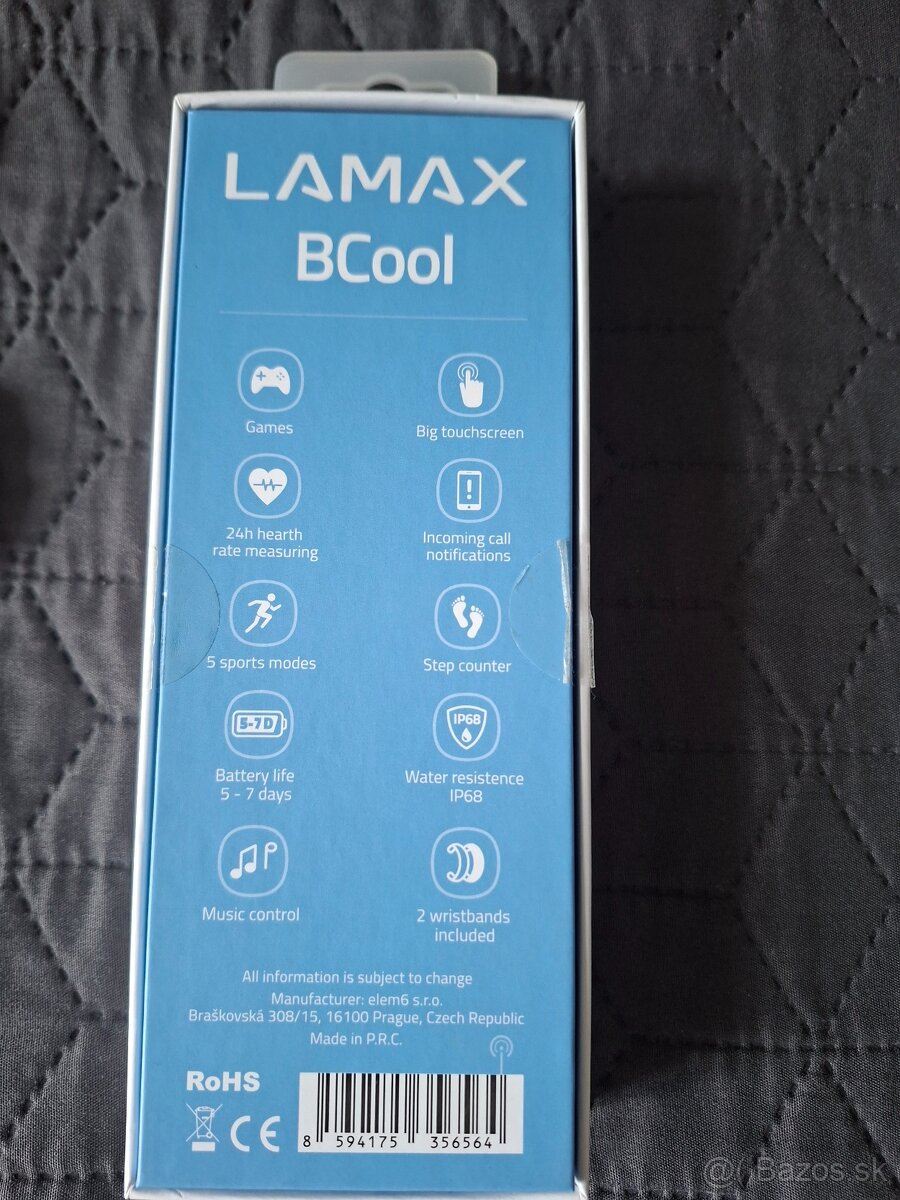 LAMAX
BCool
Games
Big touchscreen
24h hearth
rate measuring
Incoming call
notifications
5 sports modes
Step counter
5-7D
Battery life
5 - 7 days
IP68
Water resistence
IP68
Music control
2 wristbands
included
All information is subject to change
Manufacturer: elem6 s.r.o.
Braškovská 308/15, 16100 Prague, Czech Republic
Made in P.R.C.
RoHS
CE
8 594175 356564
@ Bazos.sk